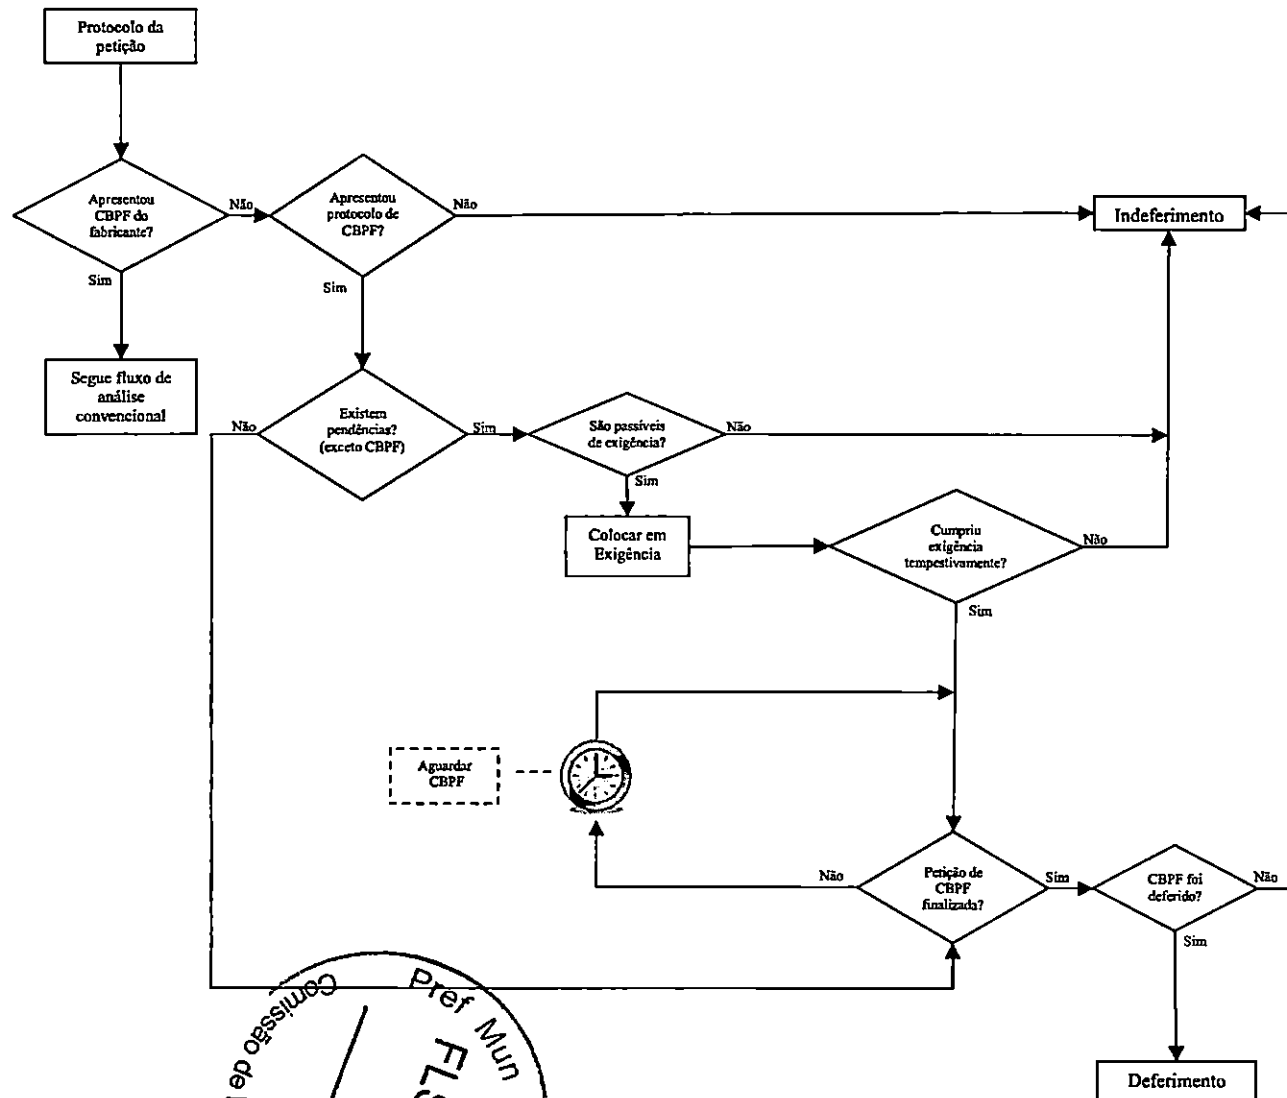 Protocolo da
petição
Apresentou
CBPF do
fabricante?
Não
Apresentou
protocolo de
CBPF?
Não
Indeferimento
Sim
Sim
Segue fluxo de
análise
convencional
Não
Existem
pendências?
(exceto CBPF)
Sim
São passíveis
de exigência?
Não
Sim
Colocar em
Exigência
Cumpriu
exigência
tempestivamente?
Não
Sim
Aguardar
CBPF
Não
Petição de
CBPF
finalizada?
Sim
CBPF foi
deferido?
Não
Sim
Deferimento
Comissão de
Pref Mun
FLS